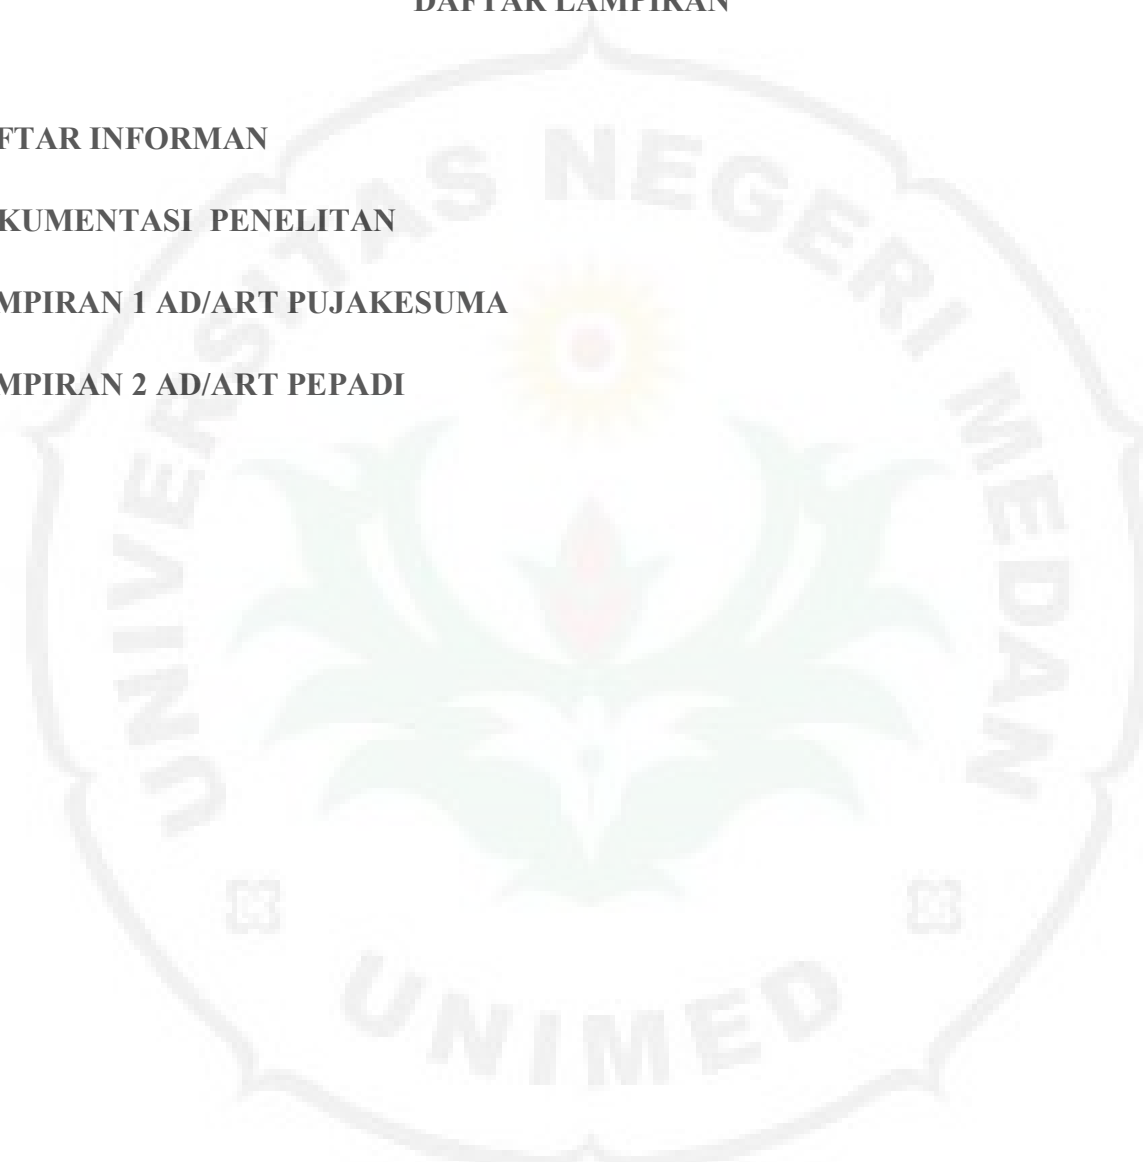 DAFTAR LAMPIRAN
FTAR INFORMAN
KUMENTASI PENELITAN
MPIRAN 1 AD/ART PUJAKESUMA
MPIRAN 2 AD/ART PEPADI
UNIVERSITAS NEGERI MEDAN
UNIMED